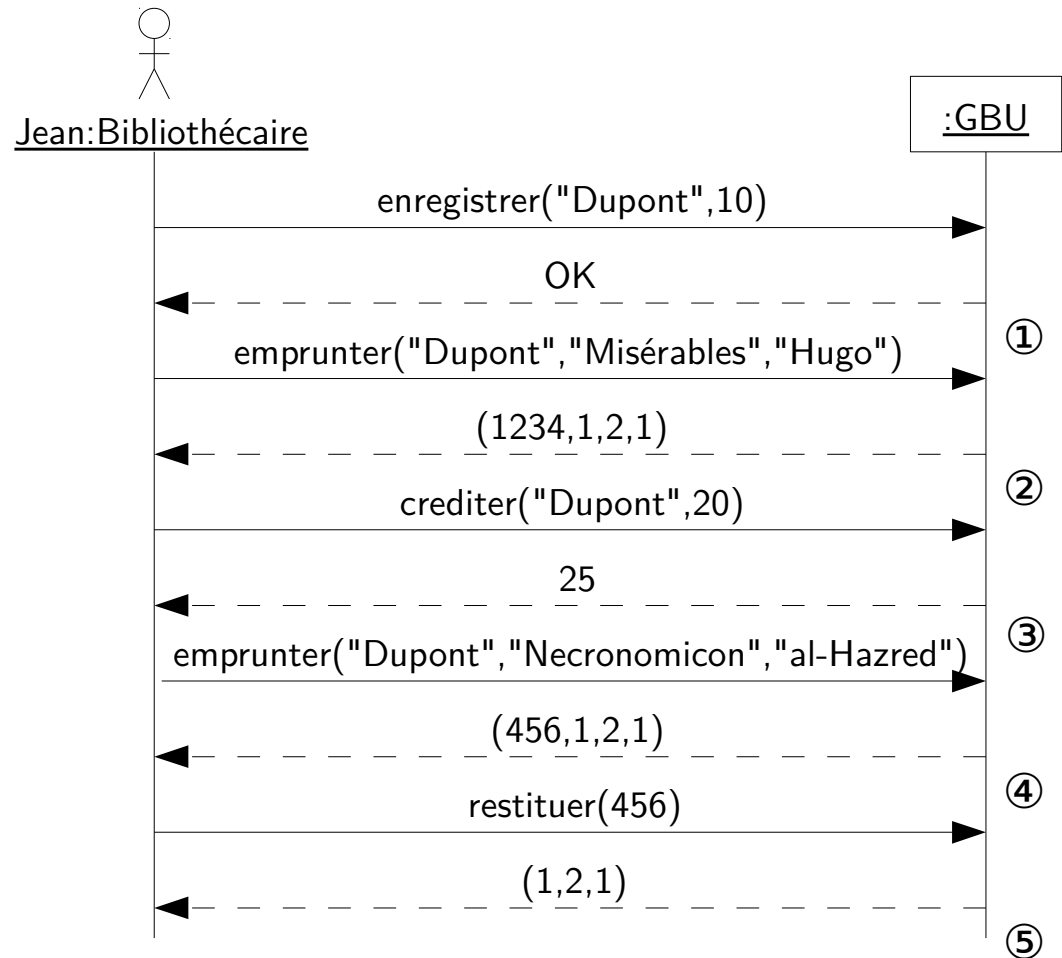 Jean:Bibliothécaire
:GBU
enregistrer("Dupont",10)
OK
①
emprunter("Dupont","Misérables","Hugo")
(1234,1,2,1)
②
crediter("Dupont",20)
25
③
emprunter("Dupont","Necronomicon","al-Hazred")
(456,1,2,1)
④
restituer(456)
(1,2,1)
⑤